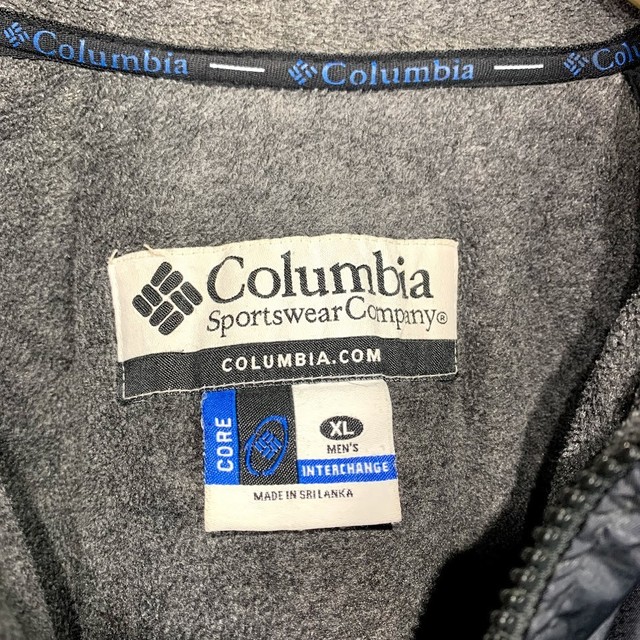 Columbia Columbia Columbia
Columbia
Sportswear Company®
COLUMBIA.COM
CORE
XL
MEN'S
INTERCHANGE
MADE IN SRI LANKA